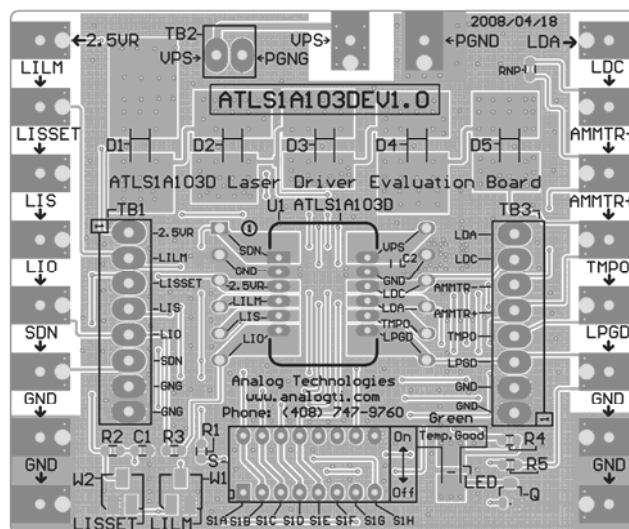 2008/04/18
←2.5VR
TB2
VPS→
←PGNG
VPS→
←PGND
LDA→
LILM
LDC
RNP
ATLS1A103DEV1.0
LISSET
AMMTR-
D1
D2
D3
D4
D5
ATLS1A103D Laser Driver Evaluation Board
LIS
AMMTR+
TB1
U1
ATLS1A103D
TB3
1
-2.5VR
LILM
LISSET
LIS
LIO
SDN
GNG
GNG
1
SDN
GND
2.5VR
LILM
LIS
LIO
VPS
C2
GND
LDC
LDA
TMPO
LPGD
LDA
LDC
AMMTR-
AMMTR+
TMPO
LPGD
GND
GND
1
LIO
TMPO
SDN
LPGD
GND
GND
GND
GND
Analog Technologies
www.analogti.com
Phone: (408) 747-9760
Green
Temp.Good
R2
C1
R3
R1
On
Off
R4
R5
W2
W1
LED
Q
LISSET
LILM
S1A
S1B
S1C
S1D
S1E
S1F
S1G
S1H